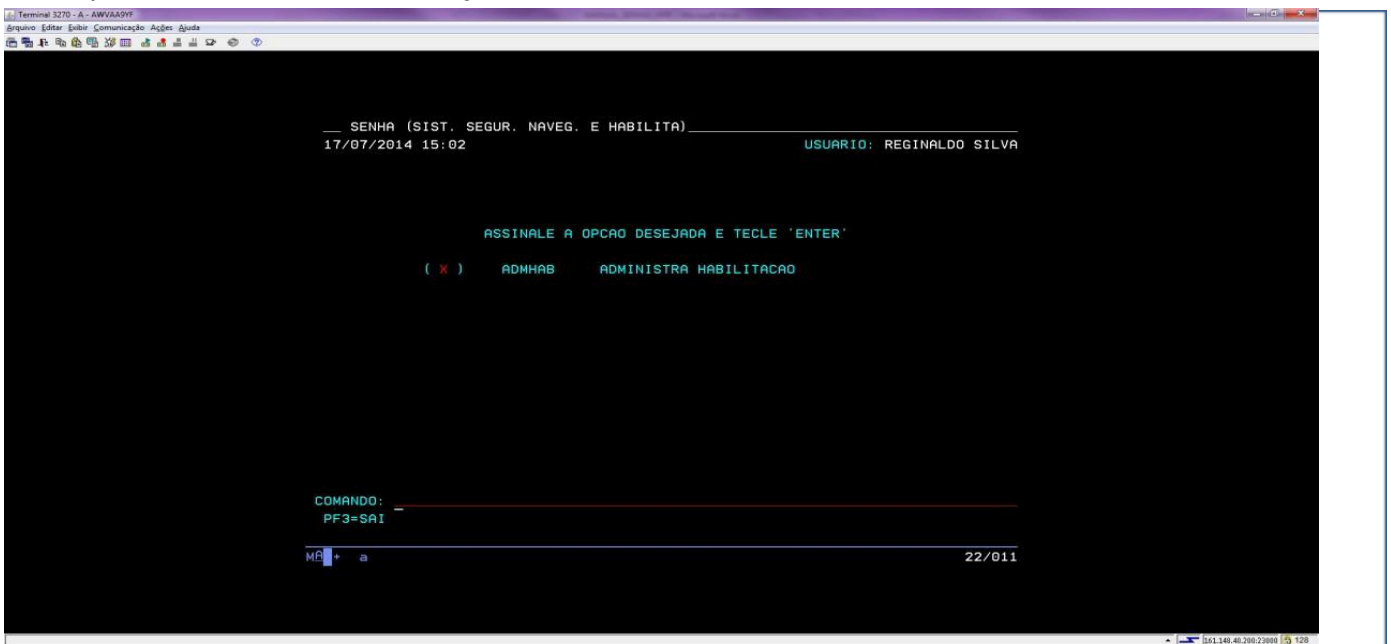 Terminal 3270 - A - AWVAA9YF
Arquivo Editar Exibir Comunicação Ações Ajuda
__ SENHA (SIST. SEGUR. NAVEG. E HABILITA)______________________________
17/07/2014 15:02 USUARIO: REGINALDO SILVA
ASSINALE A OPCAO DESEJADA E TECLE 'ENTER'
( X ) ADMHAB ADMINISTRA HABILITACAO
COMANDO: _
PF3=SAI
MA + a 22/011
161.148.40.200:23000 128